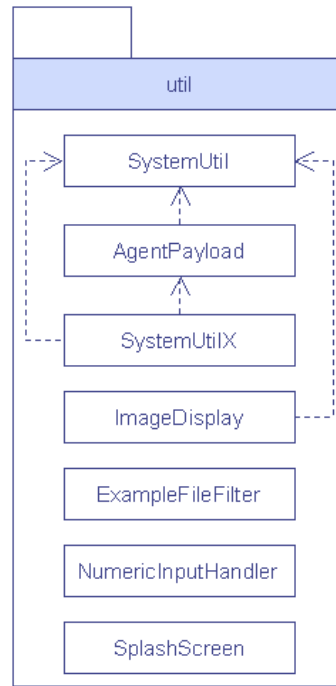 util
SystemUtil
AgentPayload
SystemUtilX
ImageDisplay
ExampleFileFilter
NumericInputHandler
SplashScreen